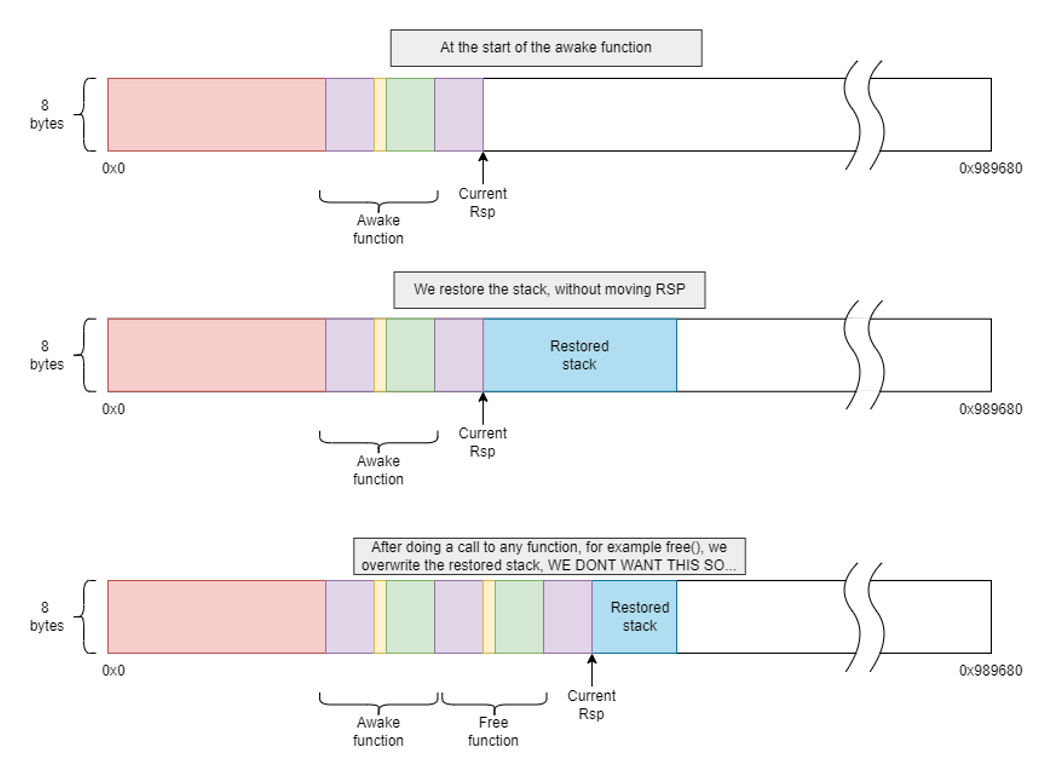 At the start of the awake function
8
bytes
0x0
0x989680
Current
Rsp
Awake
function
We restore the stack, without moving RSP
8
bytes
Restored
stack
0x0
0x989680
Current
Rsp
Awake
function
After doing a call to any function, for example free(), we
overwrite the restored stack, WE DONT WANT THIS SO...
8
bytes
Restored
stack
0x0
0x989680
Current
Rsp
Awake
function
Free
function